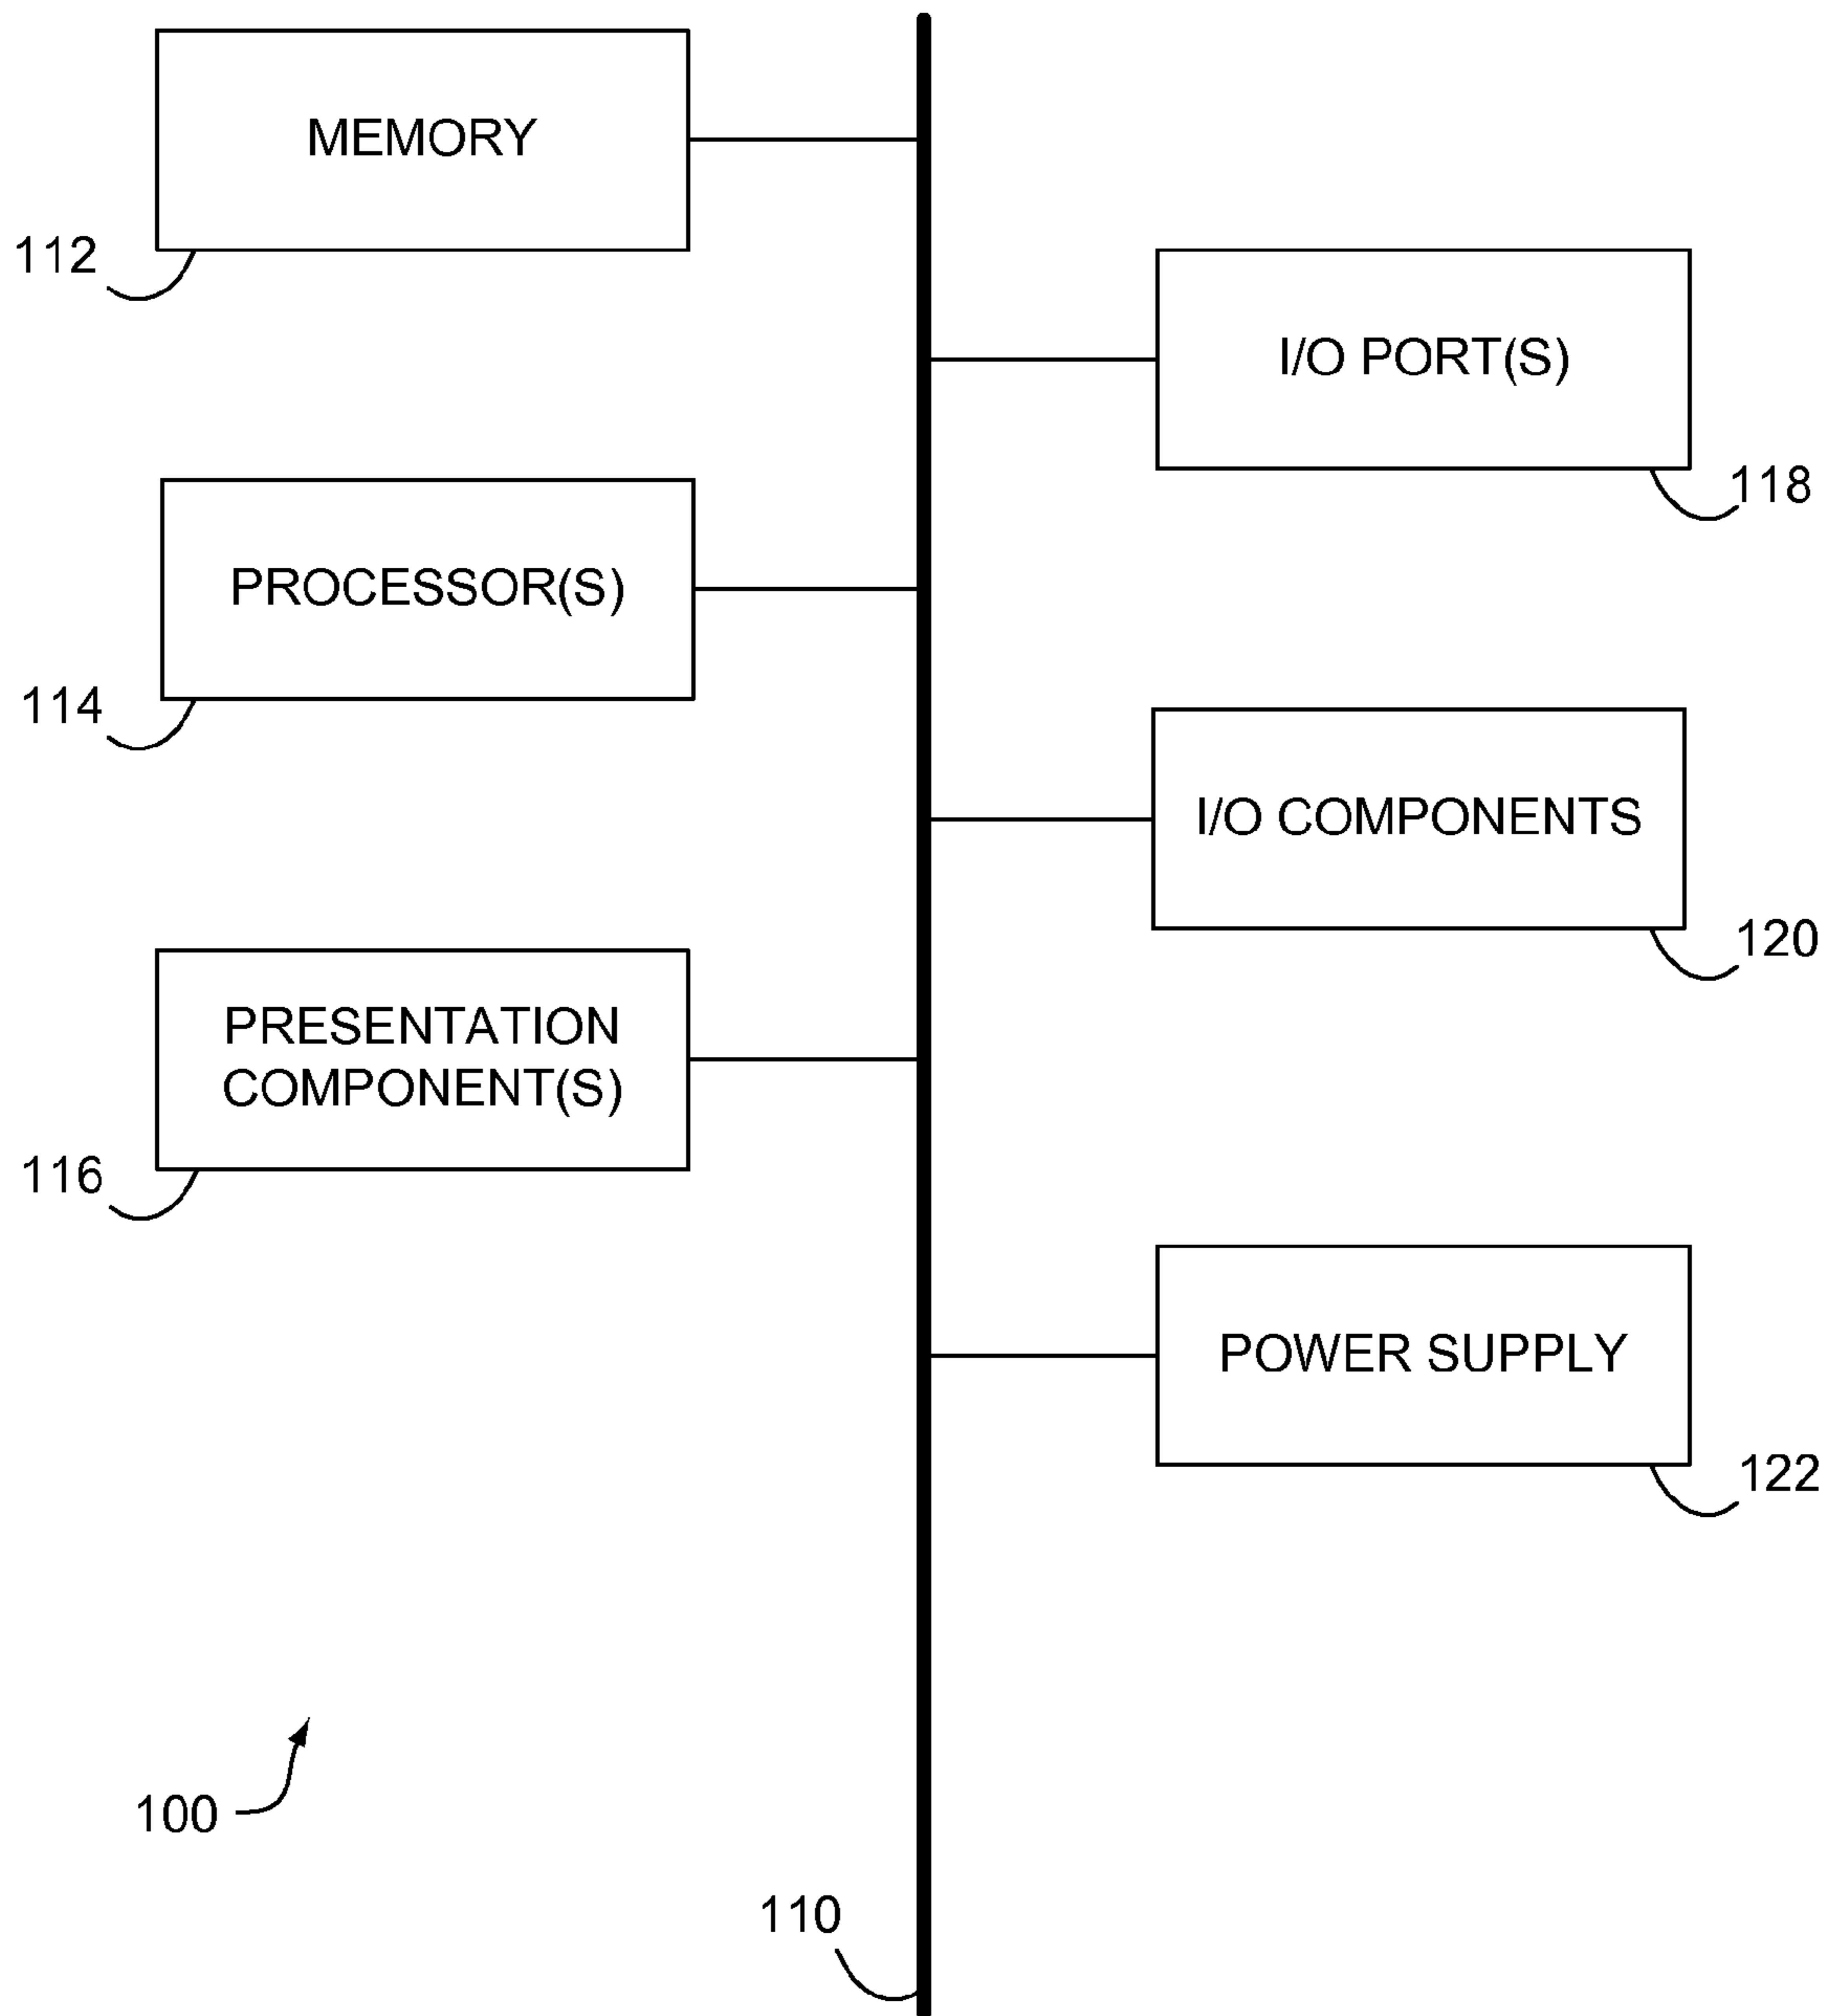 MEMORY
112
I/O PORT(S)
118
PROCESSOR(S)
114
I/O COMPONENTS
120
PRESENTATION
COMPONENT(S)
116
POWER SUPPLY
122
100
110